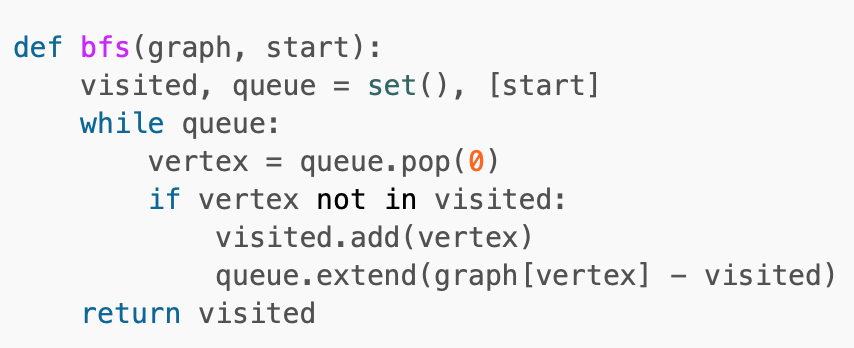 def bfs(graph, start):
    visited, queue = set(), [start]
    while queue:
        vertex = queue.pop(0)
        if vertex not in visited:
            visited.add(vertex)
            queue.extend(graph[vertex] - visited)
    return visited